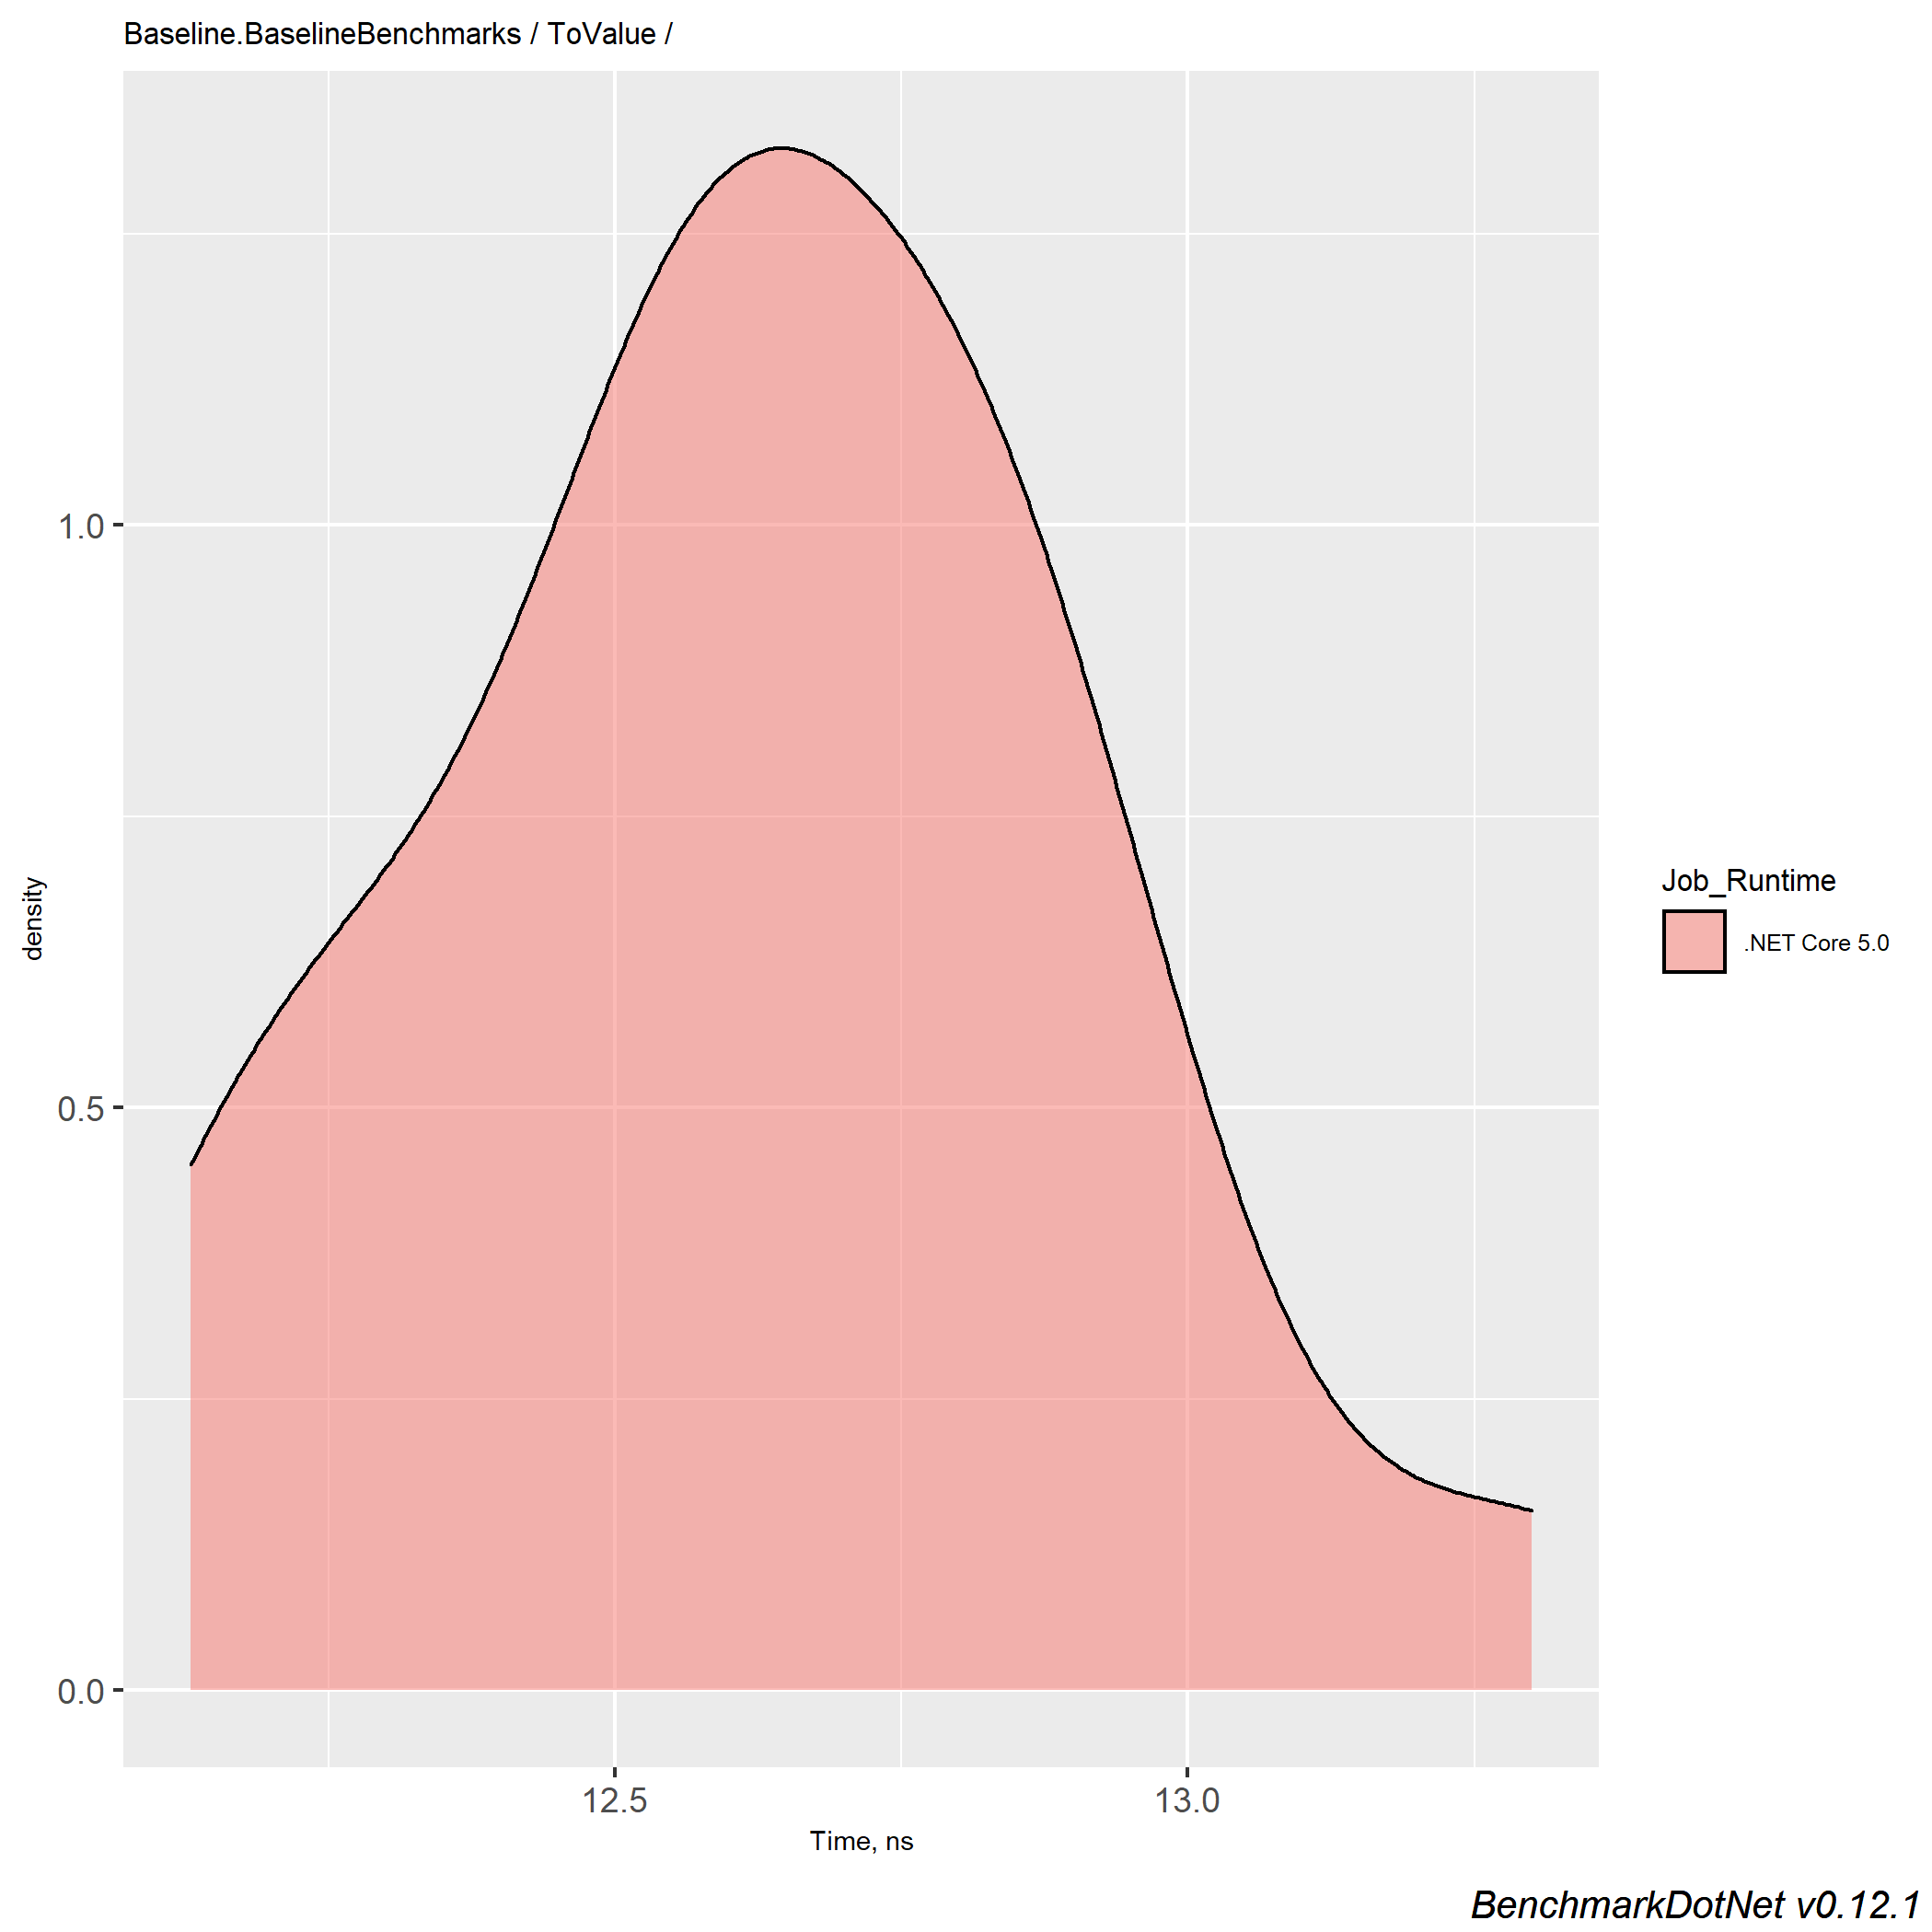 Baseline.BaselineBenchmarks / ToValue /
1.0
0.5
0.0
density
12.5
13.0
Time, ns
Job_Runtime
.NET Core 5.0
BenchmarkDotNet v0.12.1